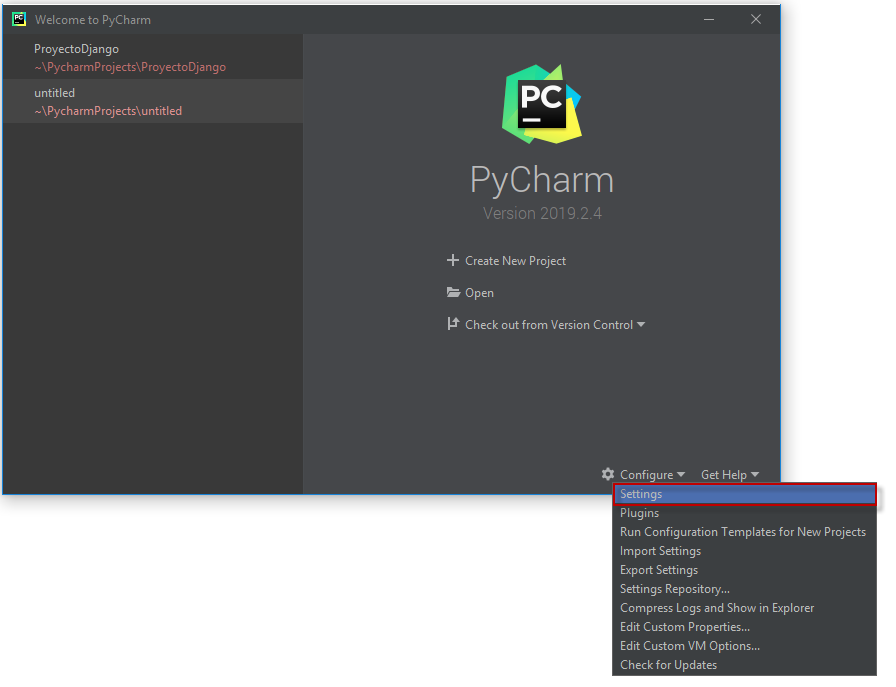 PC Welcome to PyCharm
ProyectoDjango
~\PycharmProjects\ProyectoDjango
untitled
~\PycharmProjects\untitled
PC
PyCharm
Version 2019.2.4
Create New Project
Open
Check out from Version Control
Configure Get Help
Settings
Plugins
Run Configuration Templates for New Projects
Import Settings
Export Settings
Settings Repository...
Compress Logs and Show in Explorer
Edit Custom Properties...
Edit Custom VM Options...
Check for Updates